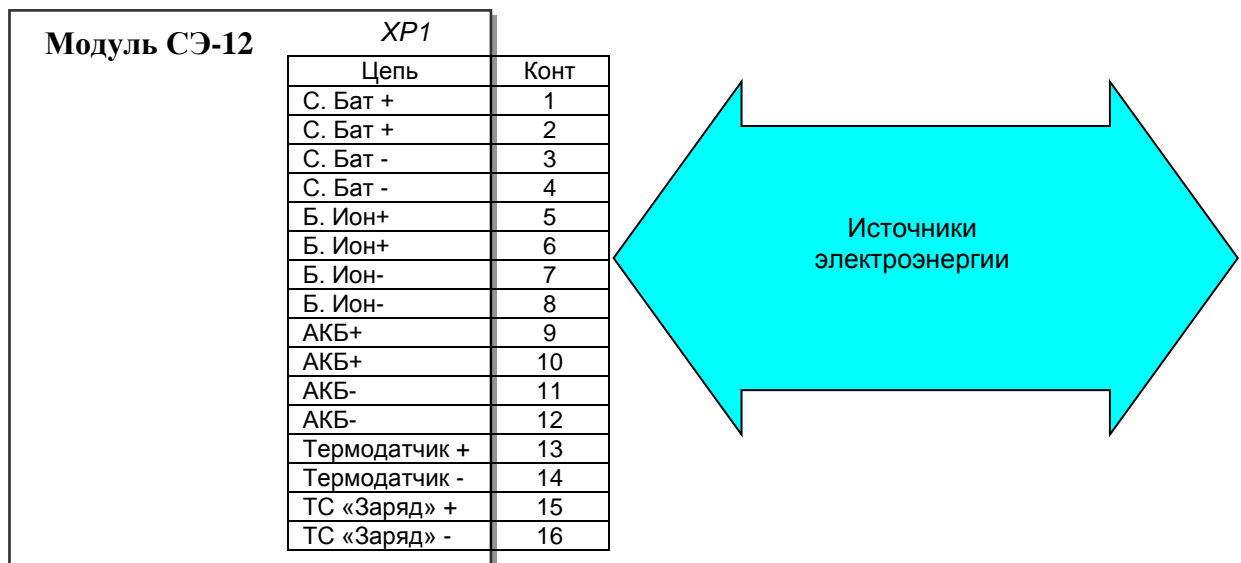 Модуль СЭ-12
XP1
Цепь Конт
С. Бат + 1
С. Бат + 2
С. Бат - 3
С. Бат - 4
Б. Ион+ 5
Б. Ион+ 6
Б. Ион- 7
Б. Ион- 8
АКБ+ 9
АКБ+ 10
АКБ- 11
АКБ- 12
Термодатчик + 13
Термодатчик - 14
ТС «Заряд» + 15
ТС «Заряд» - 16
Источники
электроэнергии